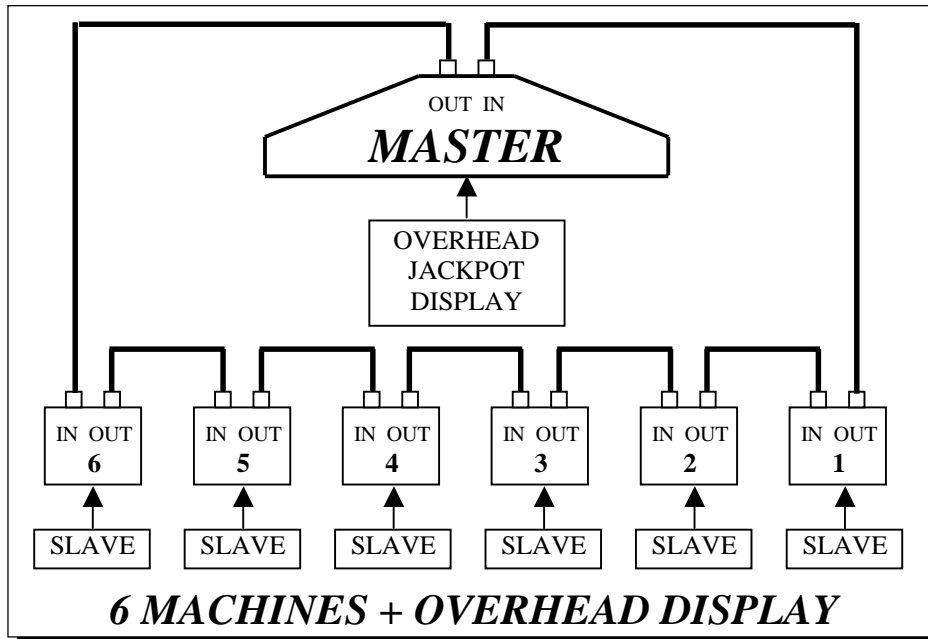 OUT IN
MASTER
OVERHEAD
JACKPOT
DISPLAY
IN OUT IN OUT IN OUT IN OUT IN OUT IN OUT
6 5 4 3 2 1
SLAVE SLAVE SLAVE SLAVE SLAVE SLAVE
6 MACHINES + OVERHEAD DISPLAY